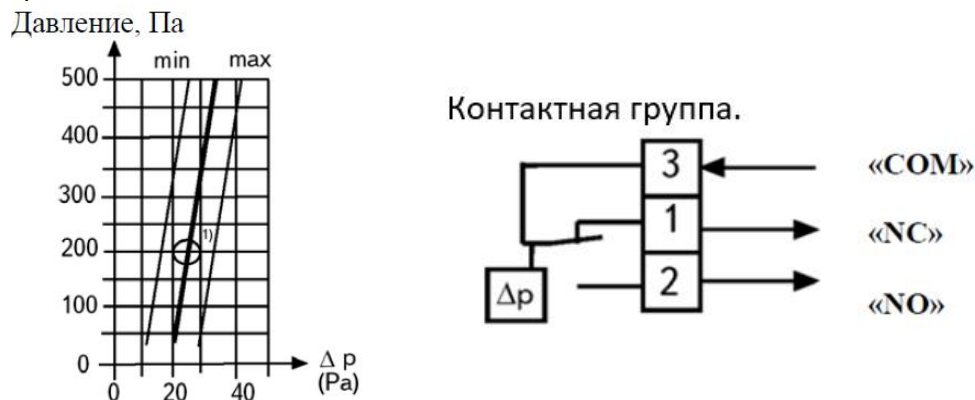 Давление, Па
min max
500
400
300
200
100
0
1)
0 20 40
Δ p
(Pa)
Контактная группа.
3
1
2
Δp
«COM»
«NC»
«NO»